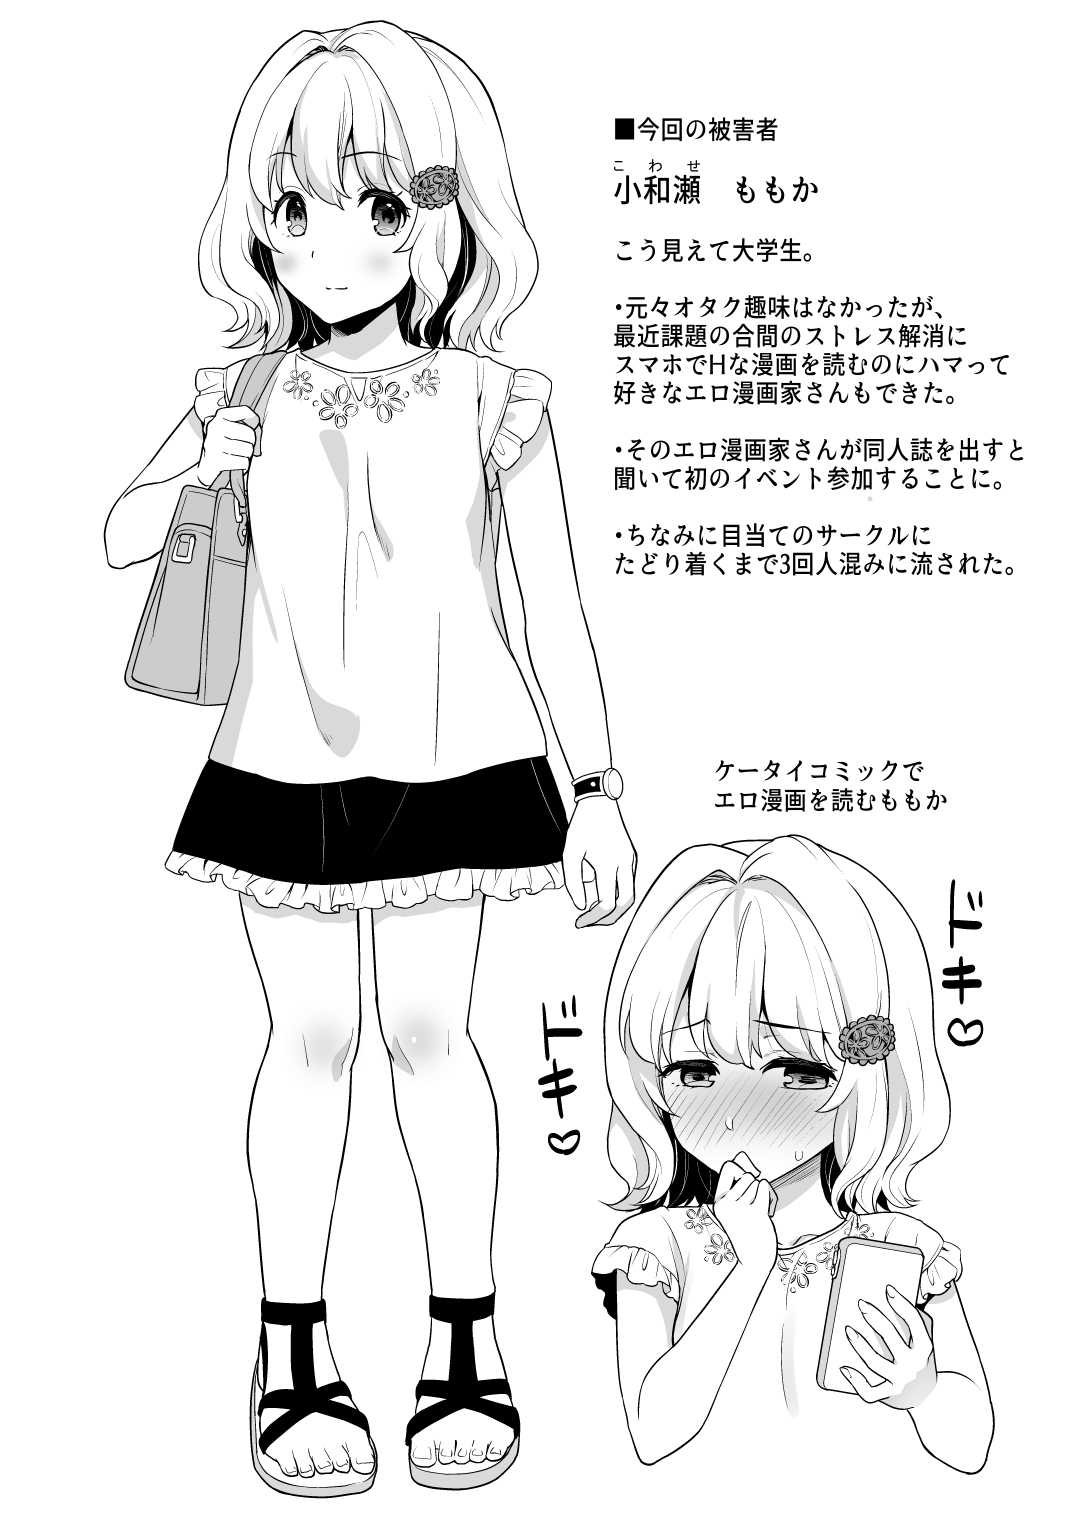 ■今回の被害者
こわせ
小和瀬　ももか
こう見えて大学生。
・元々オタク趣味はなかったが、
最近課題の合間のストレス解消に
スマホでHな漫画を読むのにハマって
好きなエロ漫画家さんもできた。
・そのエロ漫画家さんが同人誌を出すと
聞いて初のイベント参加することに。
・ちなみに目当てのサークルに
たどり着くまで3回人混みに流された。
ケータイコミックで
エロ漫画を読むももか
ドキ♡
ドキ♡